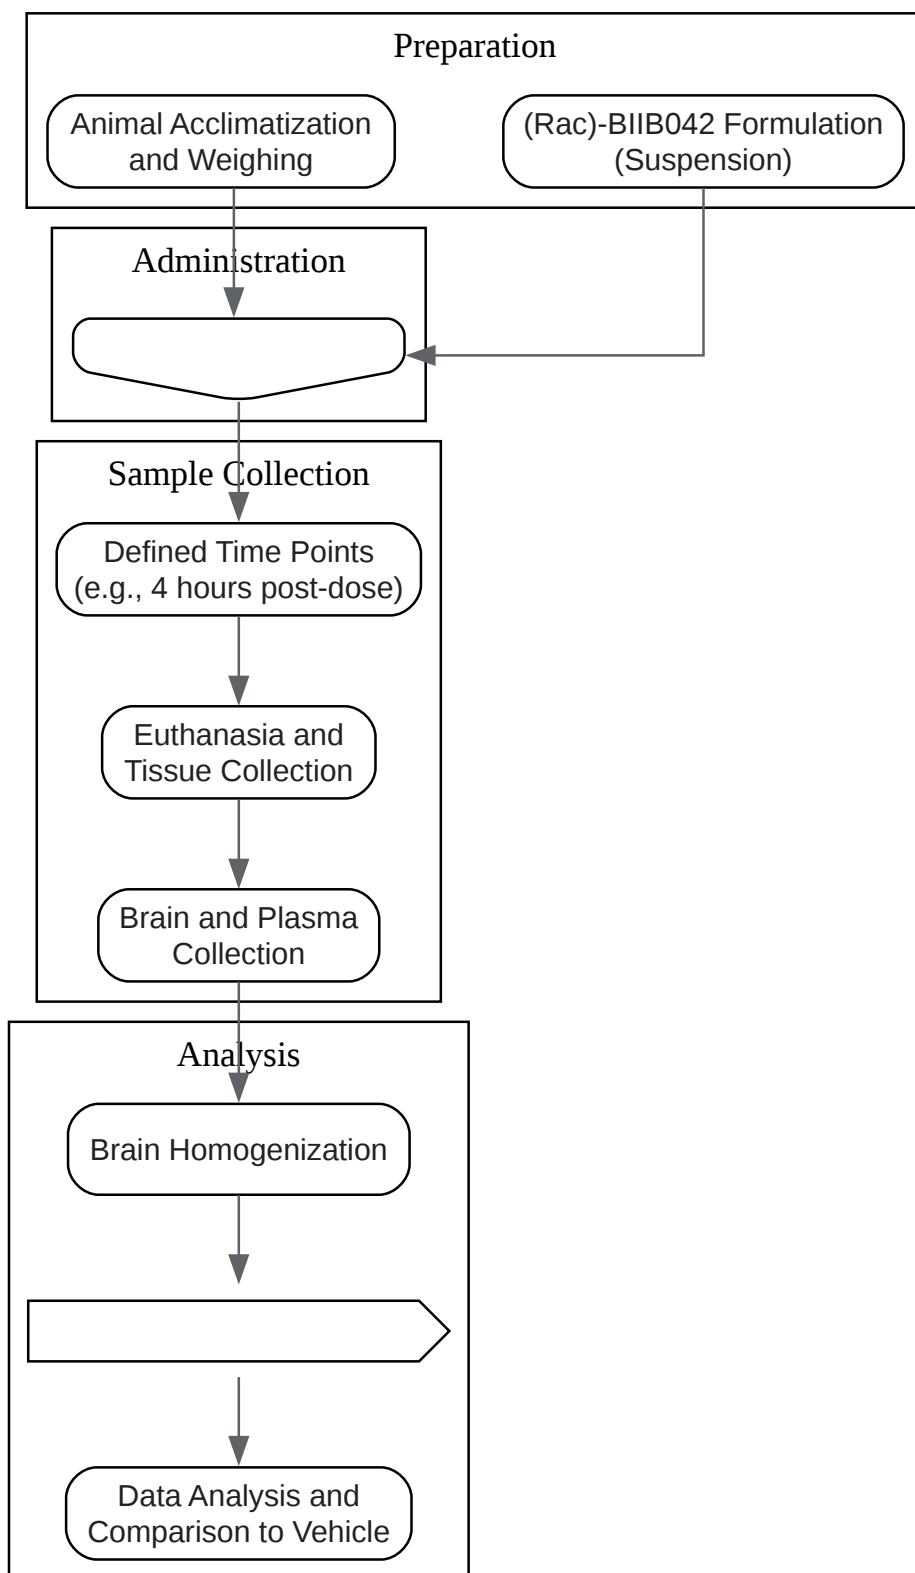 Preparation
Animal Acclimatization
and Weighing
(Rac)-BIIB042 Formulation
(Suspension)
Administration
Sample Collection
Defined Time Points
(e.g., 4 hours post-dose)
Euthanasia and
Tissue Collection
Brain and Plasma
Collection
Analysis
Brain Homogenization
Data Analysis and
Comparison to Vehicle